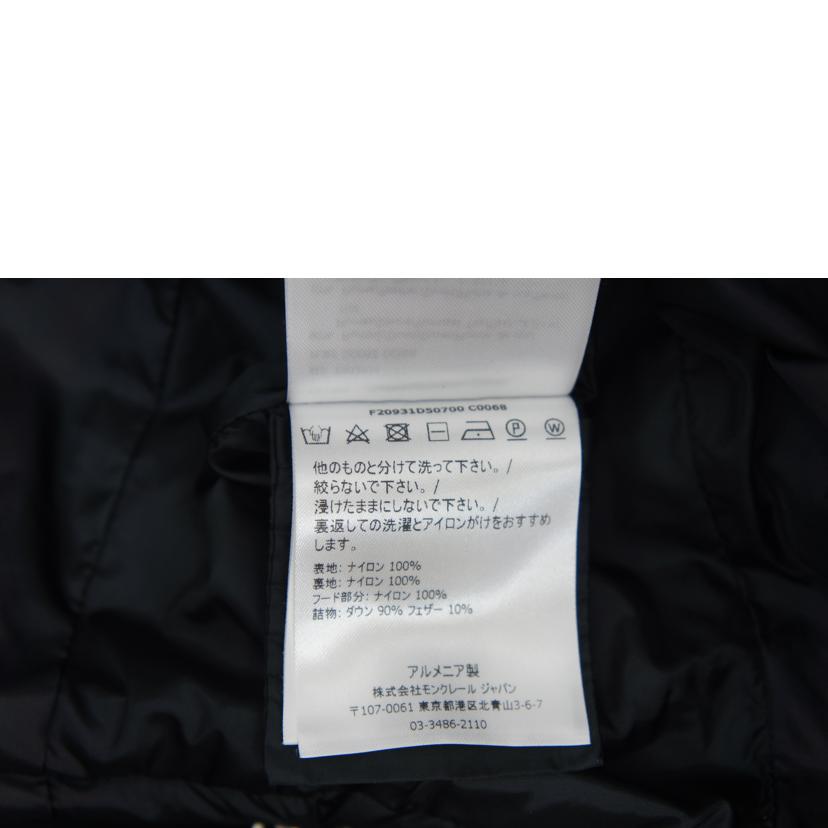 F20931D50700 C0068
P W
他のものと分けて洗って下さい。/
絞らないで下さい。/
浸けたままにしないで下さい。/
裏返しての洗濯とアイロンがけをおすすめ
します。
表地: ナイロン 100%
裏地: ナイロン 100%
フード部分: ナイロン 100%
詰物: ダウン 90% フェザー 10%
アルメニア製
株式会社モンクレール ジャパン
〒107-0061 東京都港区北青山3-6-7
03-3486-2110